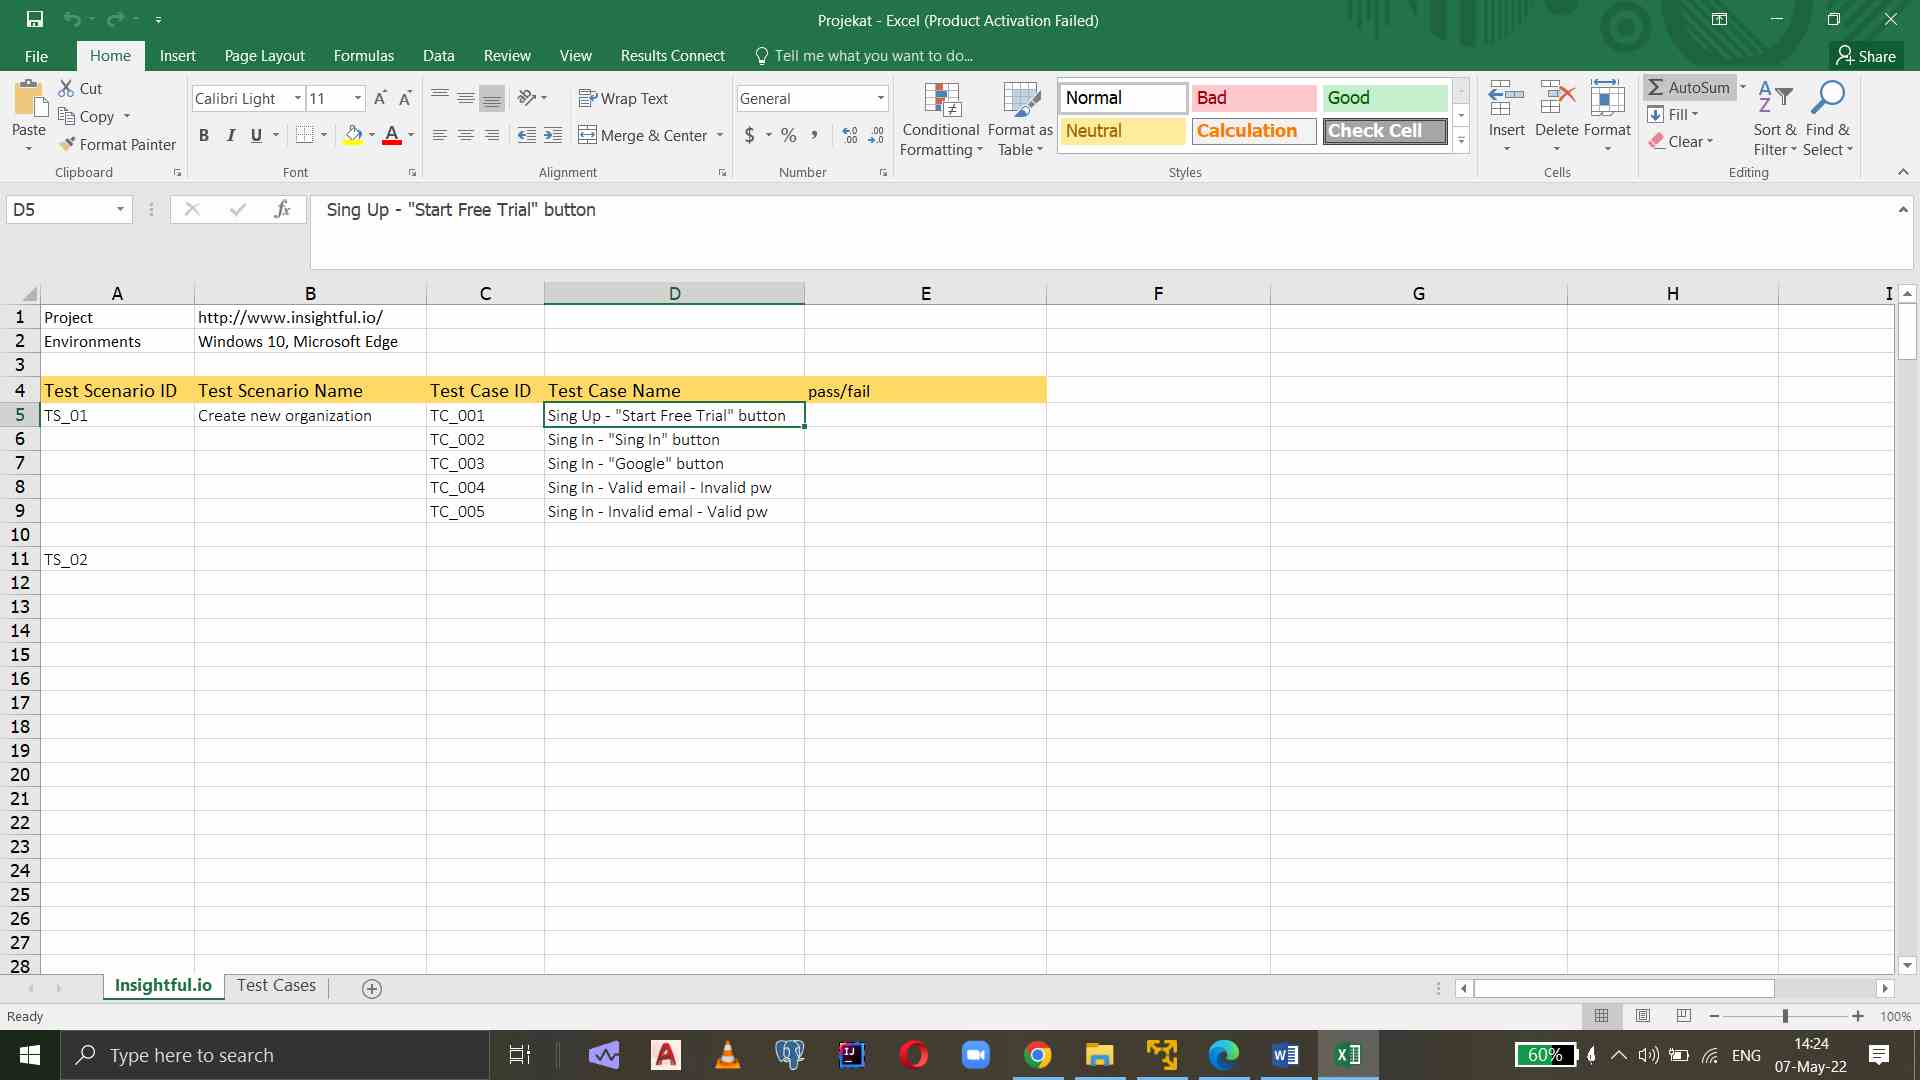 Projekat - Excel (Product Activation Failed)
File Home Insert Page Layout Formulas Data Review View Results Connect Tell me what you want to do... Share
Paste Cut Copy Format Painter Clipboard
Calibri Light 11 A A B I U A Font
Wrap Text Merge & Center Alignment
General $ % , Number
Conditional Formatting Format as Table
Normal Bad Good
Neutral Calculation Check Cell
Styles
Insert Delete Format Cells
AutoSum Fill Clear Sort & Filter Find & Select Editing
D5 fx Sing Up - "Start Free Trial" button
A B C D E F G H I
1 Project http://www.insightful.io/
2 Environments Windows 10, Microsoft Edge
3
4 Test Scenario ID Test Scenario Name Test Case ID Test Case Name pass/fail
5 TS_01 Create new organization TC_001 Sing Up - "Start Free Trial" button
6 TC_002 Sing In - "Sing In" button
7 TC_003 Sing In - "Google" button
8 TC_004 Sing In - Valid email - Invalid pw
9 TC_005 Sing In - Invalid emal - Valid pw
10
11 TS_02
12
13
14
15
16
17
18
19
20
21
22
23
24
25
26
27
28
Insightful.io Test Cases
Ready 100%
Type here to search 60% ENG 14:24
07-May-22